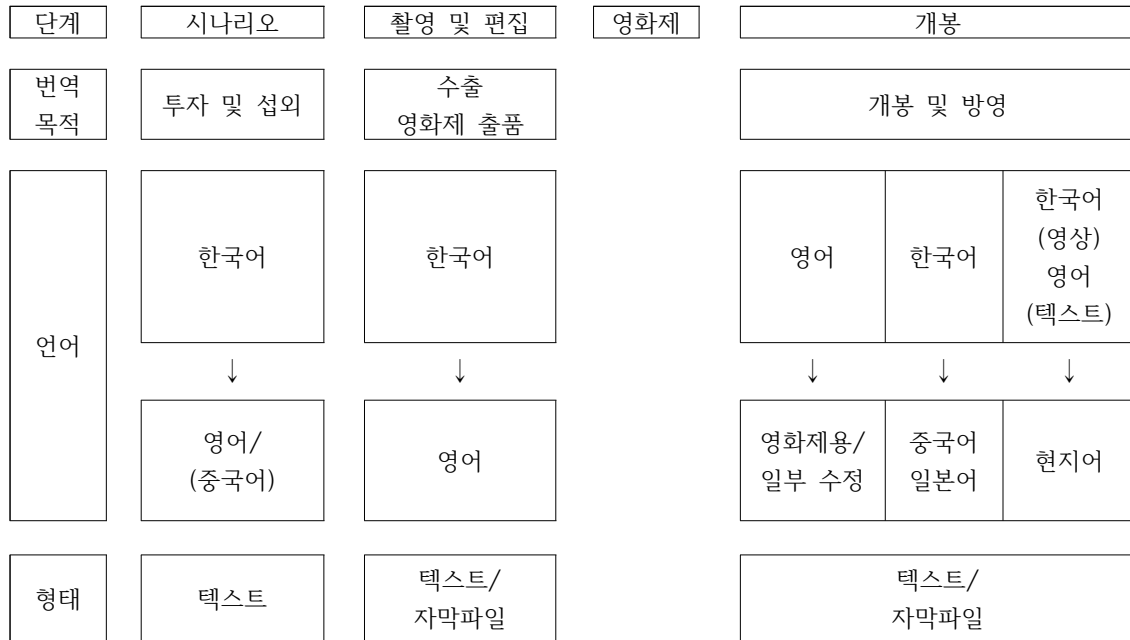 단계 시나리오 촬영 및 편집 영화제 개봉
번역
목적
투자 및 섭외
수출
영화제 출품
개봉 및 방영
언어
한국어
한국어
영어
한국어
한국어
(영상)
영어
(텍스트)
↓ ↓ ↓ ↓ ↓
영어/
(중국어)
영어
영화제용/
일부 수정
중국어
일본어
현지어
형태
텍스트
텍스트/
자막파일
텍스트/
자막파일